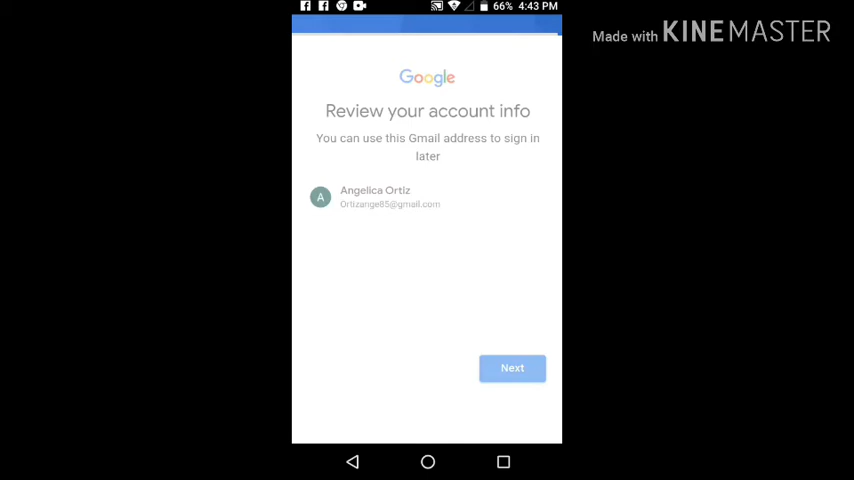 66% 4:43 PM
Made with KINEMASTER
Google
Review your account info
You can use this Gmail address to sign in
later
A
Angelica Ortiz
Ortizange85@gmail.com
Next